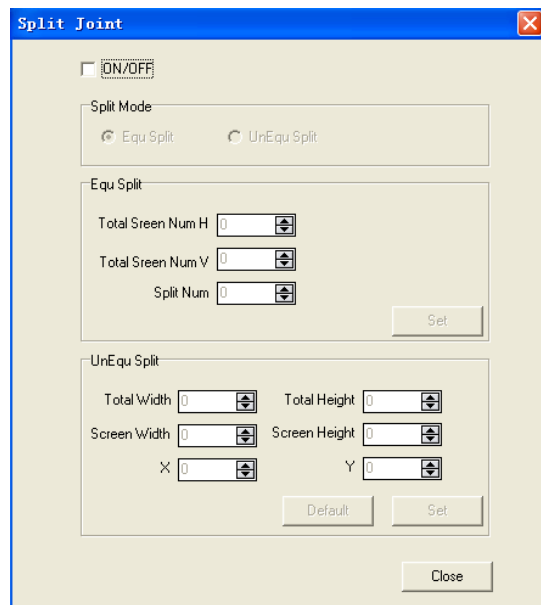 Split Joint
ON/OFF
Split Mode
Equ Split UnEqu Split
Equ Split
Total Sreen Num H 0
Total Sreen Num V 0
Split Num 0
Set
UnEqu Split
Total Width 0 Total Height 0
Screen Width 0 Screen Height 0
X 0 Y 0
Default Set
Close